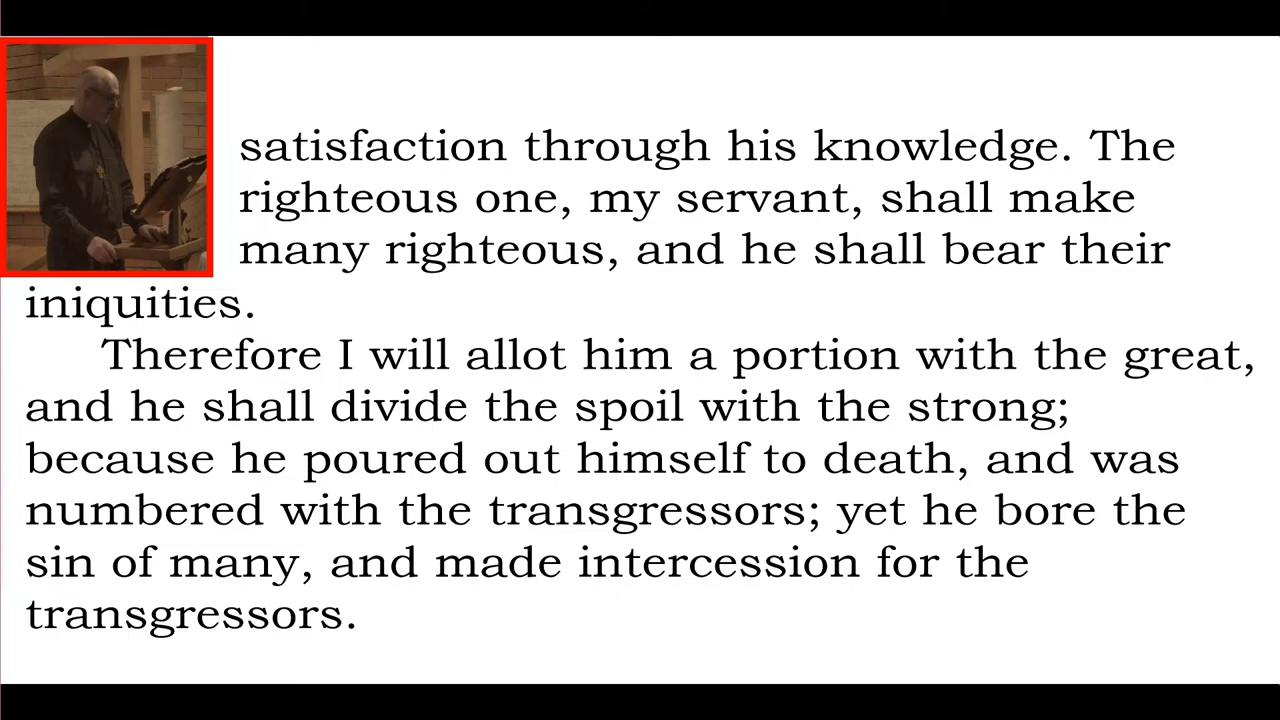 satisfaction through his knowledge. The
righteous one, my servant, shall make
many righteous, and he shall bear their
iniquities.
Therefore I will allot him a portion with the great,
and he shall divide the spoil with the strong;
because he poured out himself to death, and was
numbered with the transgressors; yet he bore the
sin of many, and made intercession for the
transgressors.